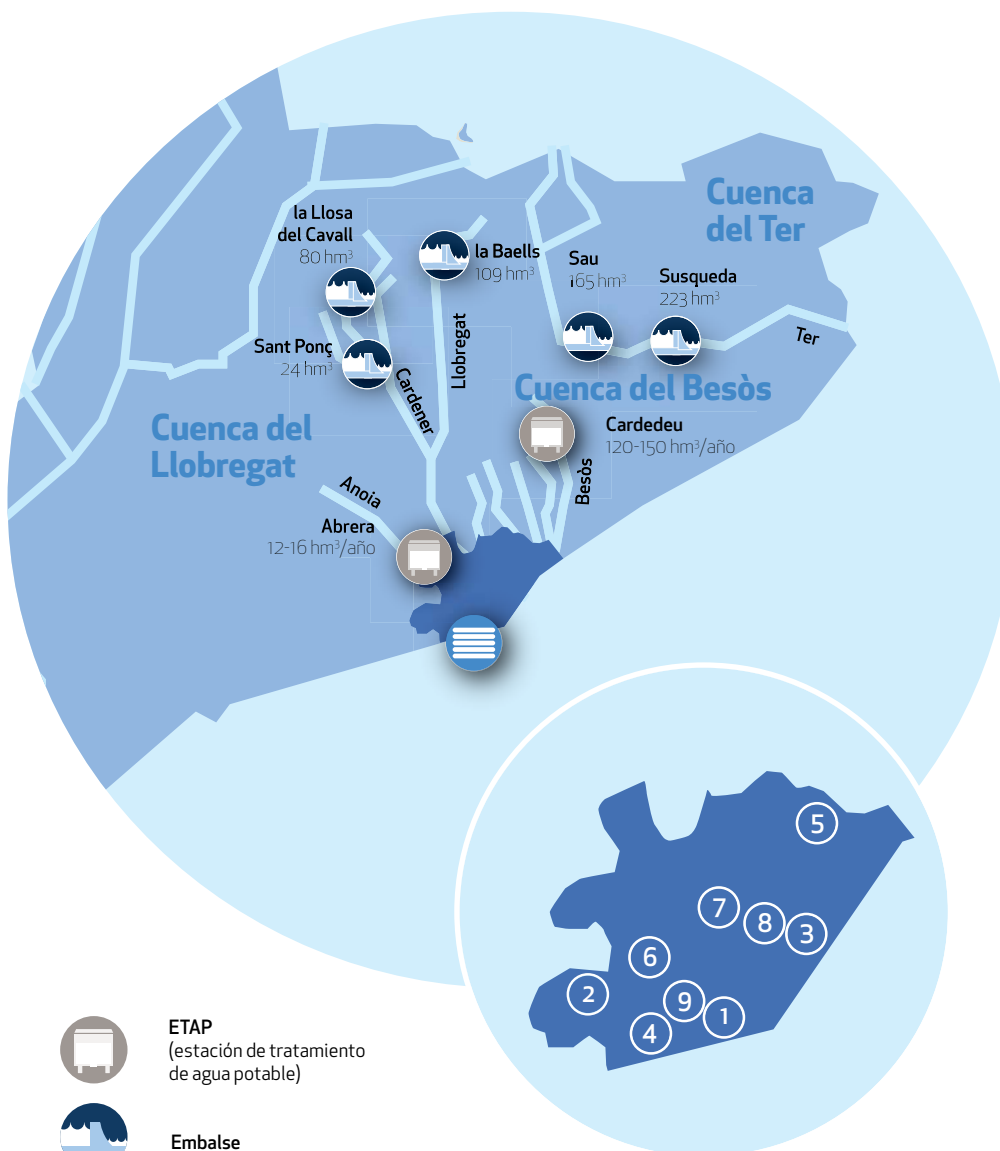 Cuenca
del Ter
la Llosa
del Cavall
80 hm³
la Baells
109 hm³
Sau
165 hm³
Susqueda
223 hm³
Ter
Sant Ponç
24 hm³
Cardener
Llobregat
Cuenca del Besòs
Cuenca del
Llobregat
Cardedeu
120-150 hm³/año
Besòs
Anoia
Abrera
12-16 hm³/año
5
7
8
3
6
2
9
1
4
ETAP
(estación de tratamiento
de agua potable)
Embalse